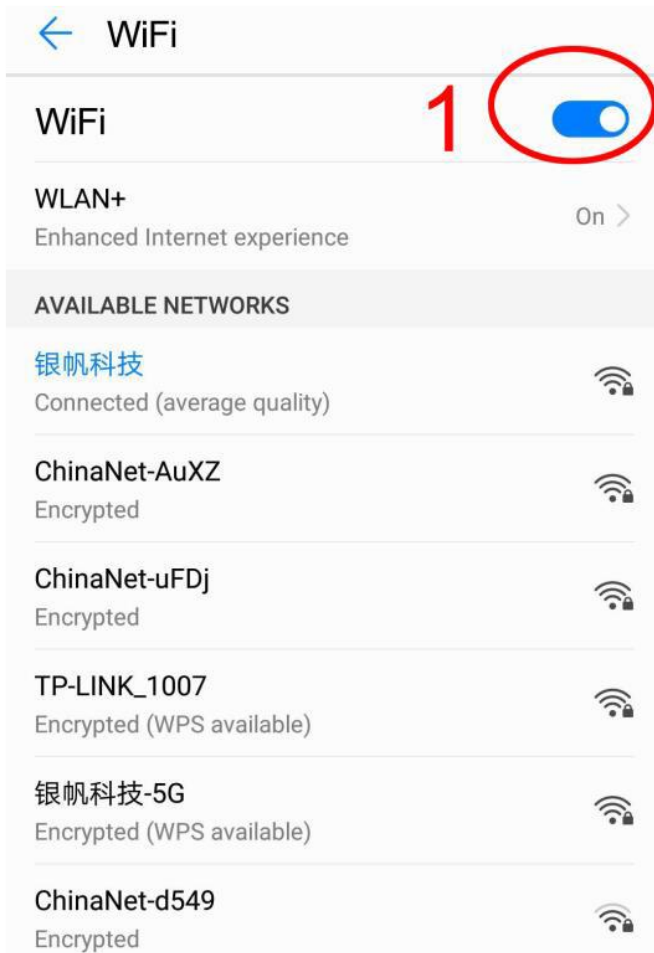 WiFi
WiFi
1
WLAN+
Enhanced Internet experience
On
AVAILABLE NETWORKS
银帆科技
Connected (average quality)
ChinaNet-AuXZ
Encrypted
ChinaNet-uFDj
Encrypted
TP-LINK_1007
Encrypted (WPS available)
银帆科技-5G
Encrypted (WPS available)
ChinaNet-d549
Encrypted